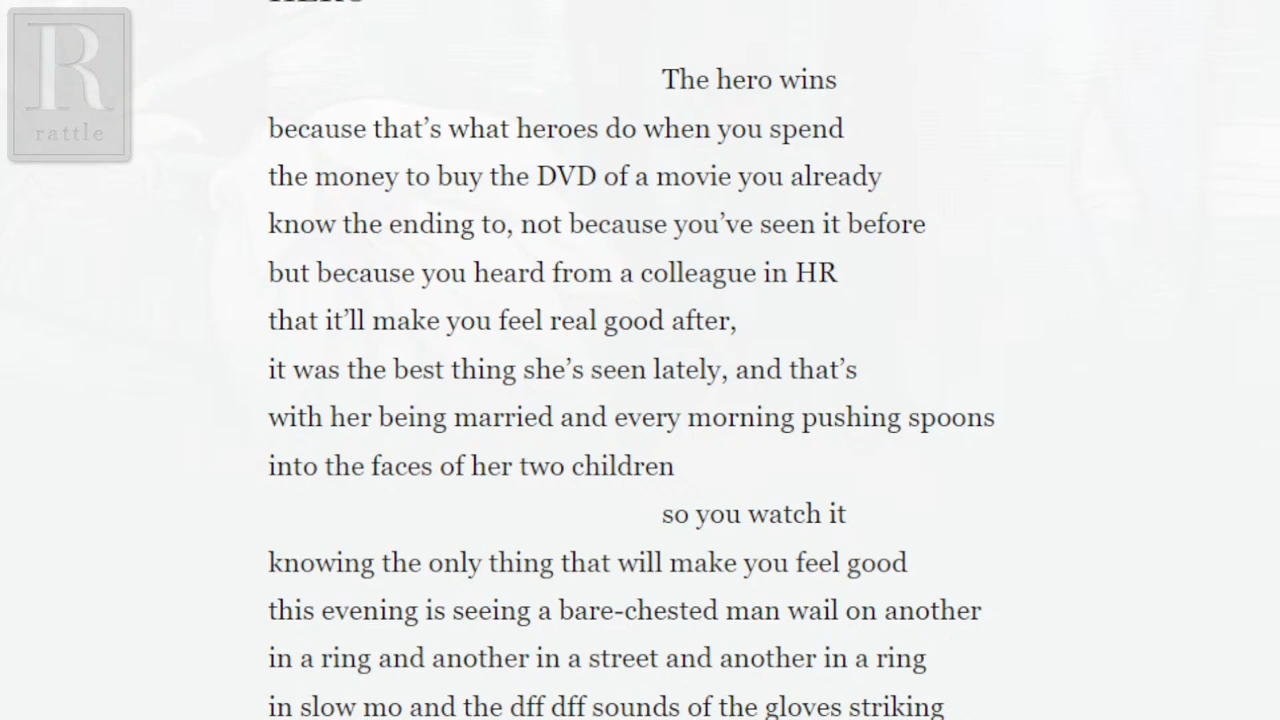 HERO
R
rattle
The hero wins
because that’s what heroes do when you spend
the money to buy the DVD of a movie you already
know the ending to, not because you’ve seen it before
but because you heard from a colleague in HR
that it’ll make you feel real good after,
it was the best thing she’s seen lately, and that’s
with her being married and every morning pushing spoons
into the faces of her two children
so you watch it
knowing the only thing that will make you feel good
this evening is seeing a bare-chested man wail on another
in a ring and another in a street and another in a ring
in slow mo and the dff dff sounds of the gloves striking